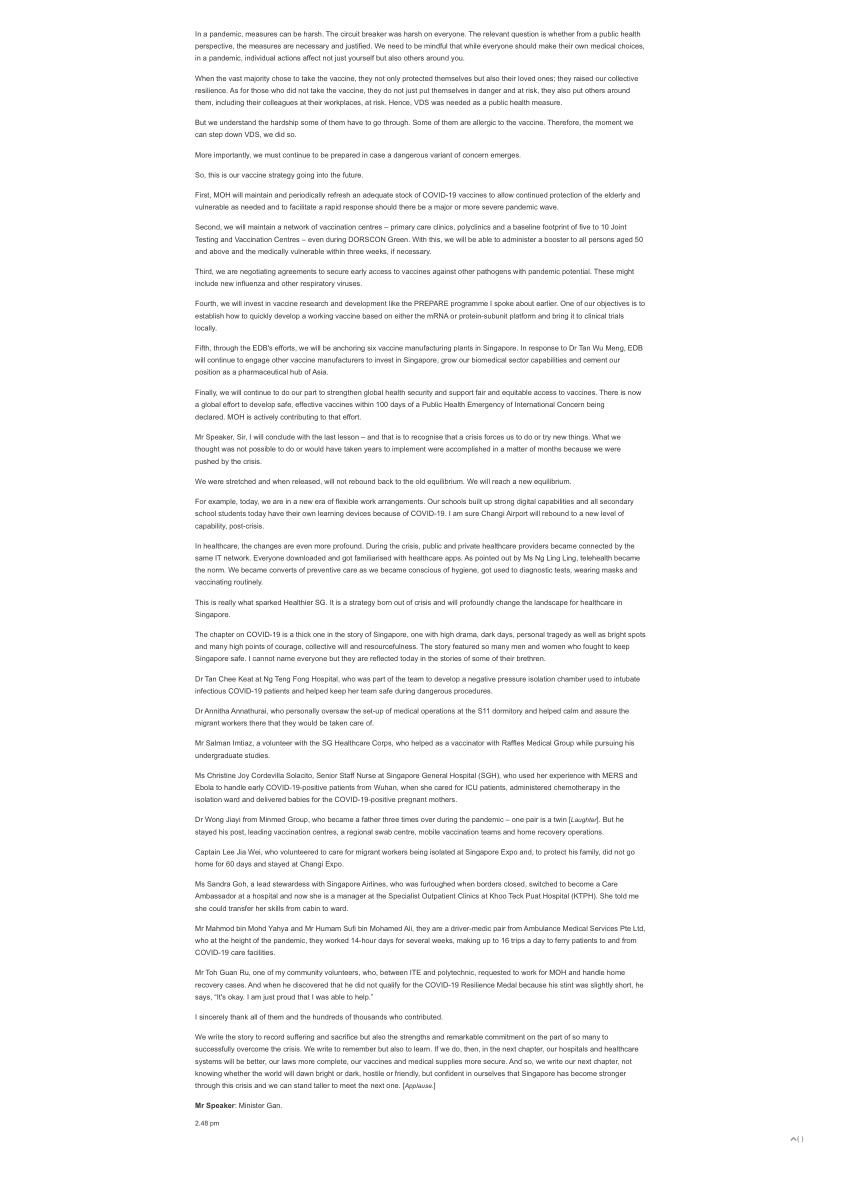 In a pandemic, measures can be harsh. The circuit breaker was harsh on everyone. The relevant question is whether from a public health
perspective, the measures are necessary and justified. We need to be mindful that while everyone should make their own medical choices,
in a pandemic, individual actions affect not just yourself but also others around you.
When the vast majority chose to take the vaccine, they not only protected themselves but also their loved ones; they raised our collective
resilience. As for those who did not take the vaccine, they do not just put themselves in danger and at risk, they also put others around
them, including their colleagues at their workplaces, at risk. Hence, VDS was needed as a public health measure.
But we understand the hardship some of them have to go through. Some of them are allergic to the vaccine. Therefore, the moment we
can step down VDS, we did so.
More importantly, we must continue to be prepared in case a dangerous variant of concern emerges.
So, this is our vaccine strategy going into the future.
First, MOH will maintain and periodically refresh an adequate stock of COVID-19 vaccines to allow continued protection of the elderly and
vulnerable as needed and to facilitate a rapid response should there be a major or more severe pandemic wave.
Second, we will maintain a network of vaccination centres – primary care clinics, polyclinics and a baseline footprint of five to 10 Joint
Testing and Vaccination Centres – even during DORSCON Green. With this, we will be able to administer a booster to all persons aged 50
and above and the medically vulnerable within three weeks, if necessary.
Third, we are negotiating agreements to secure early access to vaccines against other pathogens with pandemic potential. These might
include new influenza and other respiratory viruses.
Fourth, we will invest in vaccine research and development like the PREPARE programme I spoke about earlier. One of our objectives is to
establish how to quickly develop a working vaccine based on either the mRNA or protein-subunit platform and bring it to clinical trials
locally.
Fifth, through the EDB's efforts, we will be anchoring six vaccine manufacturing plants in Singapore. In response to Dr Tan Wu Meng, EDB
will continue to engage other vaccine manufacturers to invest in Singapore, grow our biomedical sector capabilities and cement our
position as a pharmaceutical hub of Asia.
Finally, we will continue to do our part to strengthen global health security and support fair and equitable access to vaccines. There is now
a global effort to develop safe, effective vaccines within 100 days of a Public Health Emergency of International Concern being
declared. MOH is actively contributing to that effort.
Mr Speaker, Sir, I will conclude with the last lesson – and that is to recognise that a crisis forces us to do or try new things. What we
thought was not possible to do or would have taken years to implement were accomplished in a matter of months because we were
pushed by the crisis.
We were stretched and when released, will not rebound back to the old equilibrium. We will reach a new equilibrium.
For example, today, we are in a new era of flexible work arrangements. Our schools built up strong digital capabilities and all secondary
school students today have their own learning devices because of COVID-19. I am sure Changi Airport will rebound to a new level of
capability, post-crisis.
In healthcare, the changes are even more profound. During the crisis, public and private healthcare providers became connected by the
same IT network. Everyone downloaded and got familiarised with healthcare apps. As pointed out by Ms Ng Ling Ling, telehealth became
the norm. We became converts of preventive care as we became conscious of hygiene, got used to diagnostic tests, wearing masks and
vaccinating routinely.
This is really what sparked Healthier SG. It is a strategy born out of crisis and will profoundly change the landscape for healthcare in
Singapore.
The chapter on COVID-19 is a thick one in the story of Singapore, one with high drama, dark days, personal tragedy as well as bright spots
and many high points of courage, collective will and resourcefulness. The story featured so many men and women who fought to keep
Singapore safe. I cannot name everyone but they are reflected today in the stories of some of their brethren.
Dr Tan Chee Keat at Ng Teng Fong Hospital, who was part of the team to develop a negative pressure isolation chamber used to intubate
infectious COVID-19 patients and helped keep her team safe during dangerous procedures.
Dr Annitha Annathurai, who personally oversaw the set-up of medical operations at the S11 dormitory and helped calm and assure the
migrant workers there that they would be taken care of.
Mr Salman Imtiaz, a volunteer with the SG Healthcare Corps, who helped as a vaccinator with Raffles Medical Group while pursuing his
undergraduate studies.
Ms Christine Joy Cordevilla Solacito, Senior Staff Nurse at Singapore General Hospital (SGH), who used her experience with MERS and
Ebola to handle early COVID-19-positive patients from Wuhan, when she cared for ICU patients, administered chemotherapy in the
isolation ward and delivered babies for the COVID-19-positive pregnant mothers.
Dr Wong Jiayi from Minmed Group, who became a father three times over during the pandemic – one pair is a twin [Laughter]. But he
stayed his post, leading vaccination centres, a regional swab centre, mobile vaccination teams and home recovery operations.
Captain Lee Jia Wei, who volunteered to care for migrant workers being isolated at Singapore Expo and, to protect his family, did not go
home for 60 days and stayed at Changi Expo.
Ms Sandra Goh, a lead stewardess with Singapore Airlines, who was furloughed when borders closed, switched to become a Care
Ambassador at a hospital and now she is a manager at the Specialist Outpatient Clinics at Khoo Teck Puat Hospital (KTPH). She told me
she could transfer her skills from cabin to ward.
Mr Mahmod bin Mohd Yahya and Mr Humam Sufi bin Mohamed Ali, they are a driver-medic pair from Ambulance Medical Services Pte Ltd,
who at the height of the pandemic, they worked 14-hour days for several weeks, making up to 16 trips a day to ferry patients to and from
COVID-19 care facilities.
Mr Toh Guan Ru, one of my community volunteers, who, between ITE and polytechnic, requested to work for MOH and handle home
recovery cases. And when he discovered that he did not qualify for the COVID-19 Resilience Medal because his stint was slightly short, he
says, "It's okay. I am just proud that I was able to help."
I sincerely thank all of them and the hundreds of thousands who contributed.
We write the story to record suffering and sacrifice but also the strengths and remarkable commitment on the part of so many to
successfully overcome the crisis. We write to remember but also to learn. If we do, then, in the next chapter, our hospitals and healthcare
systems will be better, our laws more complete, our vaccines and medical supplies more secure. And so, we write our next chapter, not
knowing whether the world will dawn bright or dark, hostile or friendly, but confident in ourselves that Singapore has become stronger
through this crisis and we can stand taller to meet the next one. [Applause.]
Mr Speaker: Minister Gan.
2.48 pm
( )